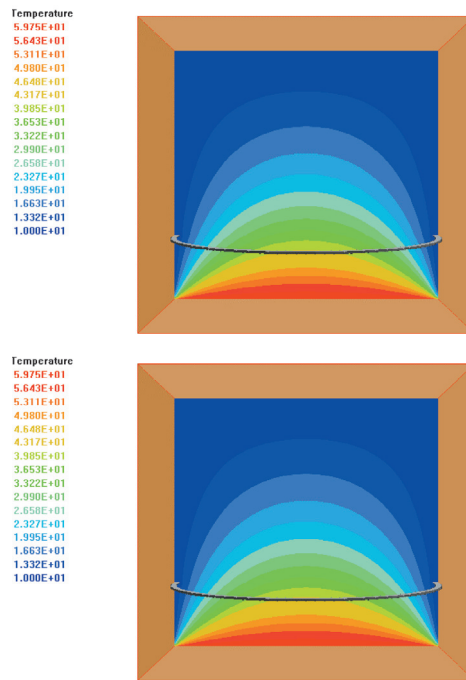 Temperature
5.975E+01
5.643E+01
5.311E+01
4.980E+01
4.648E+01
4.317E+01
3.985E+01
3.653E+01
3.322E+01
2.990E+01
2.658E+01
2.327E+01
1.995E+01
1.663E+01
1.332E+01
1.000E+01
Temperature
5.975E+01
5.643E+01
5.311E+01
4.980E+01
4.648E+01
4.317E+01
3.985E+01
3.653E+01
3.322E+01
2.990E+01
2.658E+01
2.327E+01
1.995E+01
1.663E+01
1.332E+01
1.000E+01